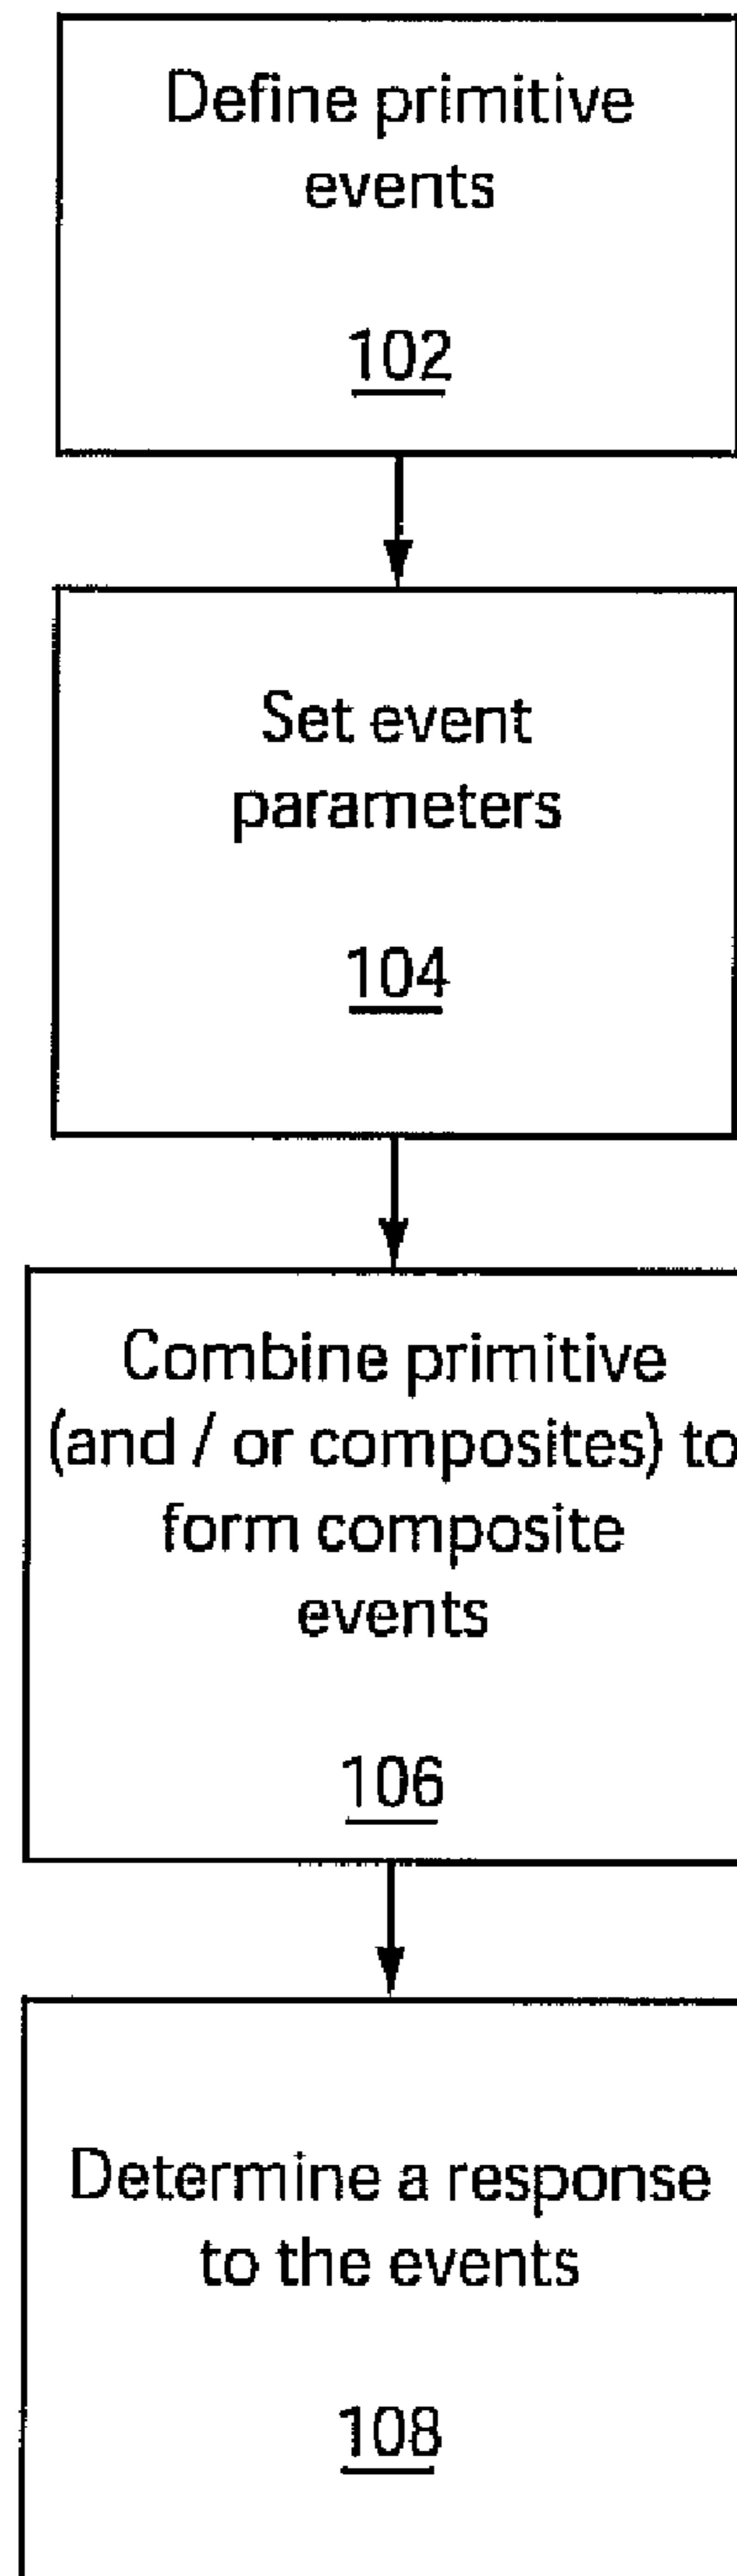 Define primitive
events
102
Set event
parameters
104
Combine primitive
(and / or composites) to
form composite
events
106
Determine a response
to the events
108